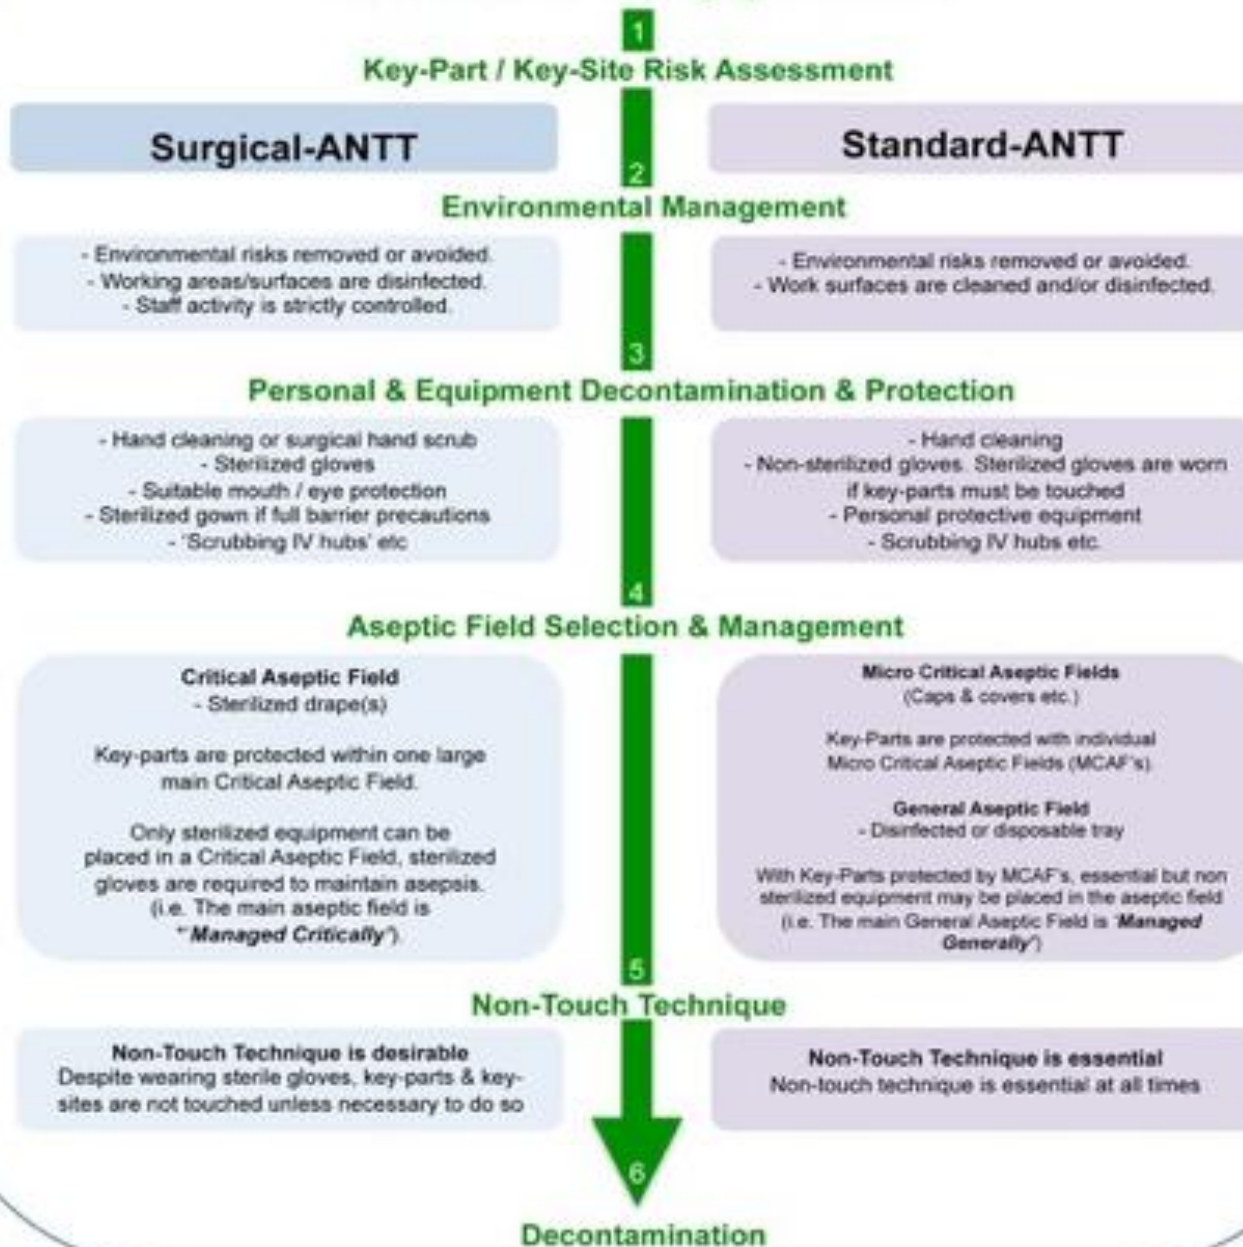 1
Key-Part / Key-Site Risk Assessment
Surgical-ANTT
Standard-ANTT
2
Environmental Management
- Environmental risks removed or avoided.
- Working areas/surfaces are disinfected.
- Staff activity is strictly controlled.
- Environmental risks removed or avoided.
- Work surfaces are cleaned and/or disinfected.
3
Personal & Equipment Decontamination & Protection
- Hand cleaning or surgical hand scrub
- Sterilized gloves
- Suitable mouth / eye protection
- Sterilized gown if full barrier precautions
- 'Scrubbing IV hubs' etc
- Hand cleaning
- Non-sterilized gloves. Sterilized gloves are worn
if key-parts must be touched
- Personal protective equipment
- Scrubbing IV hubs etc.
4
Aseptic Field Selection & Management
Critical Aseptic Field
- Sterilized drape(s)
Key-parts are protected within one large
main Critical Aseptic Field.
Only sterilized equipment can be
placed in a Critical Aseptic Field, sterilized
gloves are required to maintain asepsis.
(i.e. The main aseptic field is
"'Managed Critically')
Micro Critical Aseptic Fields
(Caps & covers etc.)
Key-Parts are protected with individual
Micro Critical Aseptic Fields (MCAF's)
General Aseptic Field
- Disinfected or disposable tray
With Key-Parts protected by MCAF's, essential but non
sterilized equipment may be placed in the aseptic field
(i.e. The main General Aseptic Field is 'Managed
Generally')
5
Non-Touch Technique
Non-Touch Technique is desirable
Despite wearing sterile gloves, key-parts & key-
sites are not touched unless necessary to do so
Non-Touch Technique is essential
Non-touch technique is essential at all times
6
Decontamination